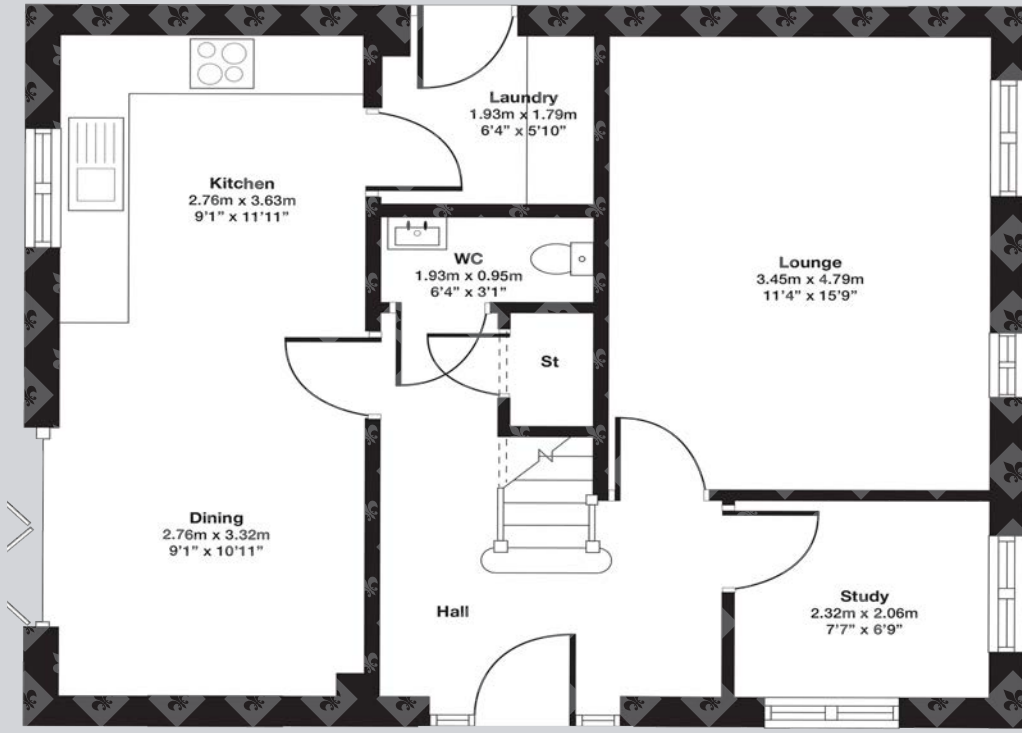 Laundry
1.93m x 1.79m
6'4” x 5'10”
Kitchen
2.76m x 3.63m
9'1” x 11'11”
WC
1.93m x 0.95m
6'4” x 3'1”
Lounge
3.45m x 4.79m
11'4” x 15'9”
St
Dining
2.76m x 3.32m
9'1” x 10'11”
Hall
Study
2.32m x 2.06m
7'7” x 6'9”